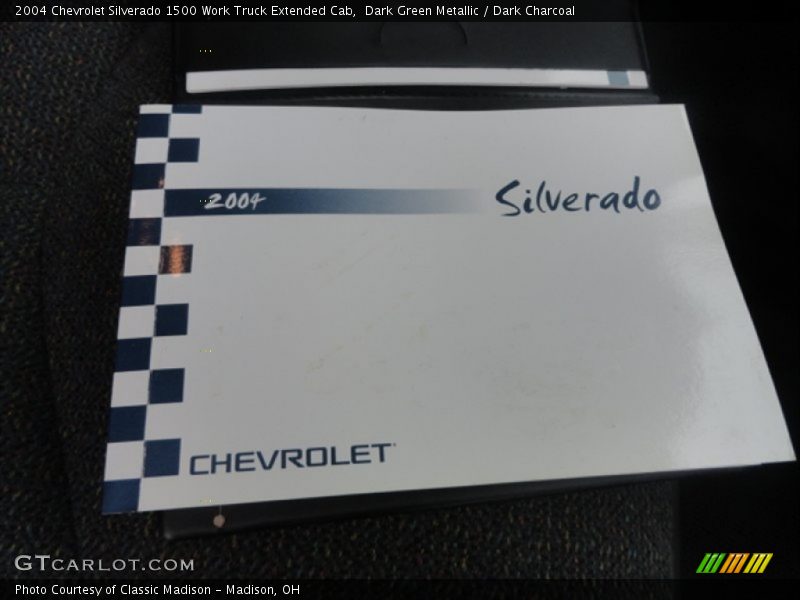 2004 Chevrolet Silverado 1500 Work Truck Extended Cab,  Dark Green Metallic / Dark Charcoal
2004
Silverado
CHEVROLET
GTCARLOT.COM
Photo Courtesy of Classic Madison - Madison, OH